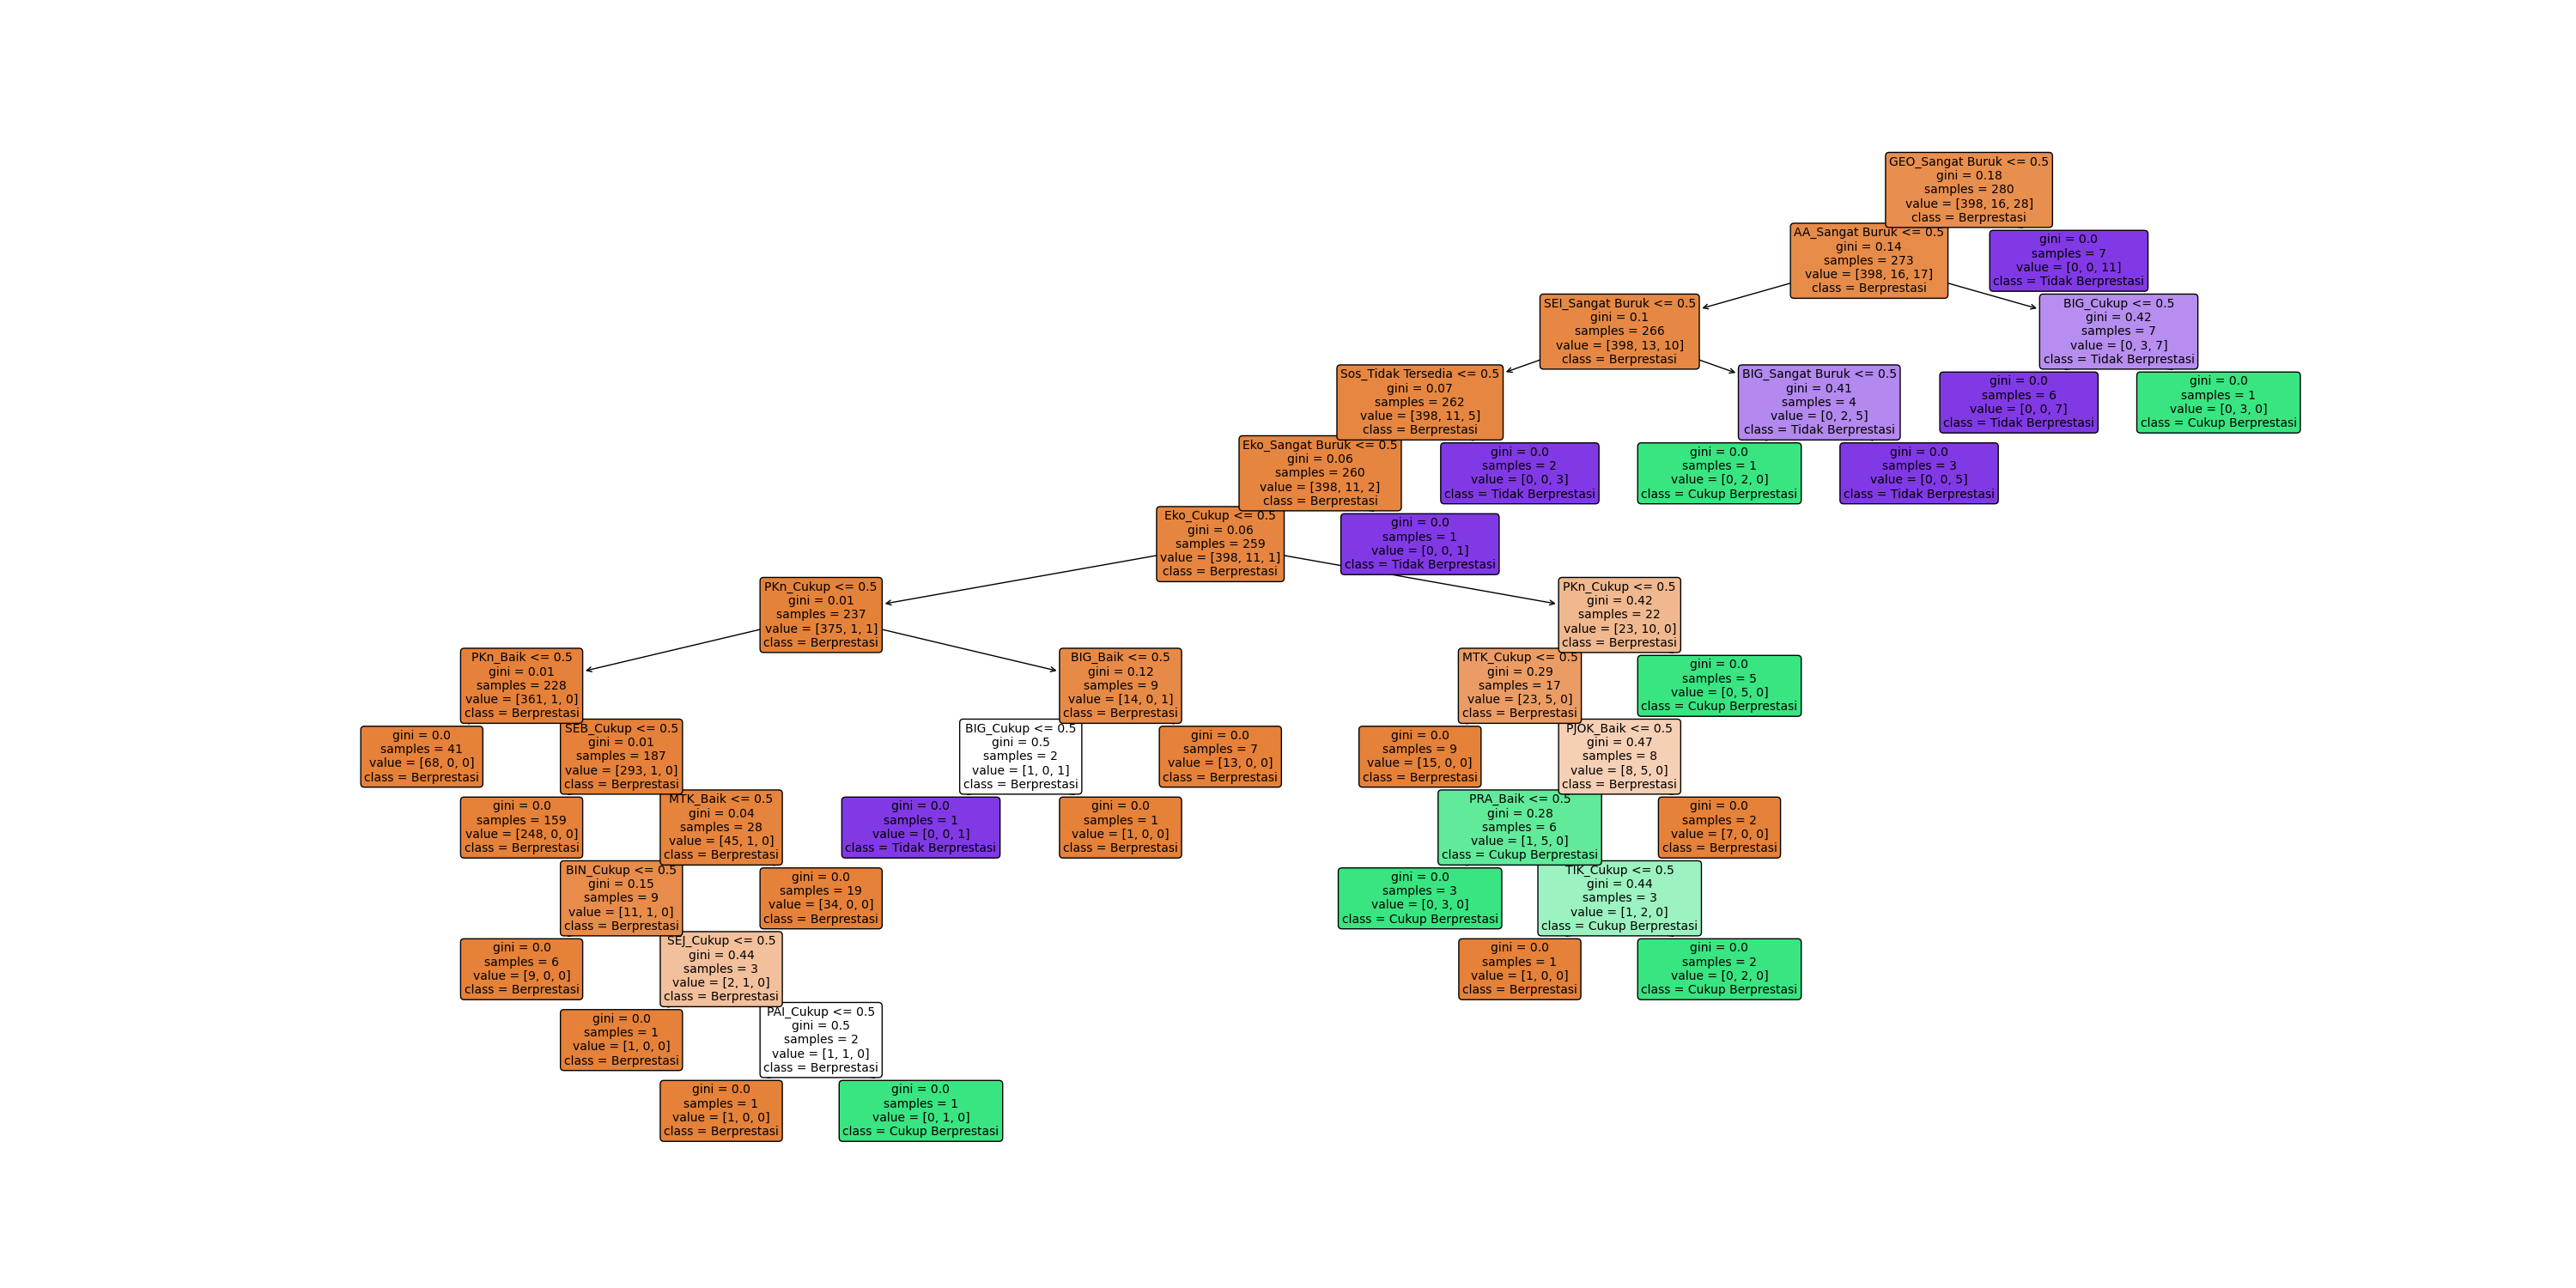 GEO_Sangat Buruk <= 0.5
gini = 0.18
samples = 280
value = [398, 16, 28]
class = Berprestasi
AA_Sangat Buruk <= 0.5
gini = 0.14
samples = 273
value = [398, 16, 17]
class = Berprestasi
gini = 0.0
samples = 7
value = [0, 0, 11]
class = Tidak Berprestasi
SEI_Sangat Buruk <= 0.5
gini = 0.1
samples = 266
value = [398, 13, 10]
class = Berprestasi
BIG_Cukup <= 0.5
gini = 0.42
samples = 7
value = [0, 3, 7]
class = Tidak Berprestasi
Sos_Tidak Tersedia <= 0.5
gini = 0.07
samples = 262
value = [398, 11, 5]
class = Berprestasi
BIG_Sangat Buruk <= 0.5
gini = 0.41
samples = 4
value = [0, 2, 5]
class = Tidak Berprestasi
gini = 0.0
samples = 6
value = [0, 0, 7]
class = Tidak Berprestasi
gini = 0.0
samples = 1
value = [0, 3, 0]
class = Cukup Berprestasi
Eko_Sangat Buruk <= 0.5
gini = 0.06
samples = 260
value = [398, 11, 2]
class = Berprestasi
gini = 0.0
samples = 2
value = [0, 0, 3]
class = Tidak Berprestasi
gini = 0.0
samples = 1
value = [0, 2, 0]
class = Cukup Berprestasi
gini = 0.0
samples = 3
value = [0, 0, 5]
class = Tidak Berprestasi
Eko_Cukup <= 0.5
gini = 0.06
samples = 259
value = [398, 11, 1]
class = Berprestasi
gini = 0.0
samples = 1
value = [0, 0, 1]
class = Tidak Berprestasi
PKn_Cukup <= 0.5
gini = 0.01
samples = 237
value = [375, 1, 1]
class = Berprestasi
PKn_Cukup <= 0.5
gini = 0.42
samples = 22
value = [23, 10, 0]
class = Berprestasi
PKn_Baik <= 0.5
gini = 0.01
samples = 228
value = [361, 1, 0]
class = Berprestasi
BIG_Baik <= 0.5
gini = 0.12
samples = 9
value = [14, 0, 1]
class = Berprestasi
MTK_Cukup <= 0.5
gini = 0.29
samples = 17
value = [23, 5, 0]
class = Berprestasi
gini = 0.0
samples = 5
value = [0, 5, 0]
class = Cukup Berprestasi
gini = 0.0
samples = 41
value = [68, 0, 0]
class = Berprestasi
SEB_Cukup <= 0.5
gini = 0.01
samples = 187
value = [293, 1, 0]
class = Berprestasi
BIG_Cukup <= 0.5
gini = 0.5
samples = 2
value = [1, 0, 1]
class = Berprestasi
gini = 0.0
samples = 7
value = [13, 0, 0]
class = Berprestasi
gini = 0.0
samples = 9
value = [15, 0, 0]
class = Berprestasi
PJOK_Baik <= 0.5
gini = 0.47
samples = 8
value = [8, 5, 0]
class = Berprestasi
gini = 0.0
samples = 159
value = [248, 0, 0]
class = Berprestasi
MTK_Baik <= 0.5
gini = 0.04
samples = 28
value = [45, 1, 0]
class = Berprestasi
gini = 0.0
samples = 1
value = [0, 0, 1]
class = Tidak Berprestasi
gini = 0.0
samples = 1
value = [1, 0, 0]
class = Berprestasi
PRA_Baik <= 0.5
gini = 0.28
samples = 6
value = [1, 5, 0]
class = Cukup Berprestasi
gini = 0.0
samples = 2
value = [7, 0, 0]
class = Berprestasi
BIN_Cukup <= 0.5
gini = 0.15
samples = 9
value = [11, 1, 0]
class = Berprestasi
gini = 0.0
samples = 19
value = [34, 0, 0]
class = Berprestasi
gini = 0.0
samples = 3
value = [0, 3, 0]
class = Cukup Berprestasi
TIK_Cukup <= 0.5
gini = 0.44
samples = 3
value = [1, 2, 0]
class = Cukup Berprestasi
gini = 0.0
samples = 6
value = [9, 0, 0]
class = Berprestasi
SEJ_Cukup <= 0.5
gini = 0.44
samples = 3
value = [2, 1, 0]
class = Berprestasi
gini = 0.0
samples = 1
value = [1, 0, 0]
class = Berprestasi
gini = 0.0
samples = 2
value = [0, 2, 0]
class = Cukup Berprestasi
gini = 0.0
samples = 1
value = [1, 0, 0]
class = Berprestasi
PAI_Cukup <= 0.5
gini = 0.5
samples = 2
value = [1, 1, 0]
class = Berprestasi
gini = 0.0
samples = 1
value = [1, 0, 0]
class = Berprestasi
gini = 0.0
samples = 1
value = [0, 1, 0]
class = Cukup Berprestasi